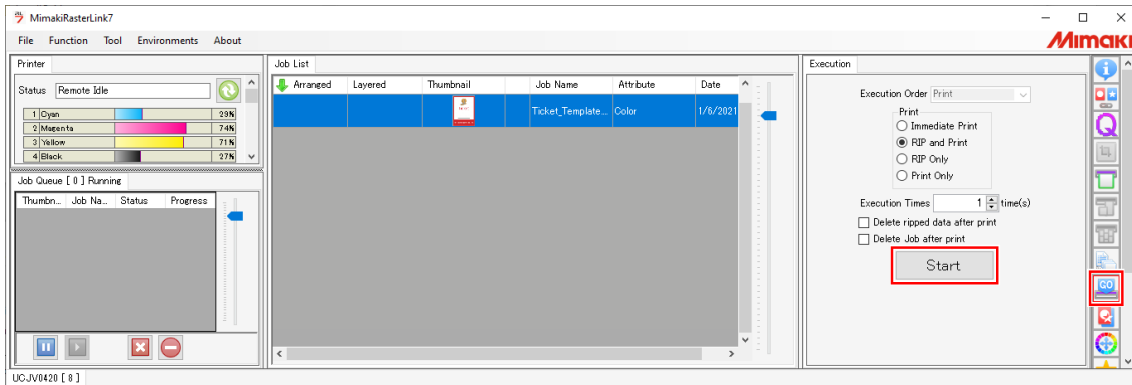 MimakiRasterLink7
File Function Tool Environments About
Mimaki
Printer
Status Remote Idle
1 Cyan 29%
2 Magenta 74%
3 Yellow 71%
4 Black 27%
Job Queue [ 0 ] Running
Thumbn... Job Na... Status Progress
Job List
Arranged Layered Thumbnail Job Name Attribute Date
Ticket_Template... Color 1/6/2021
Execution
Execution Order Print
Print
Immediate Print
RIP and Print
RIP Only
Print Only
Execution Times 1 time(s)
Delete ripped data after print
Delete Job after print
Start
Q
GO
UCJV0420 [ 8 ]